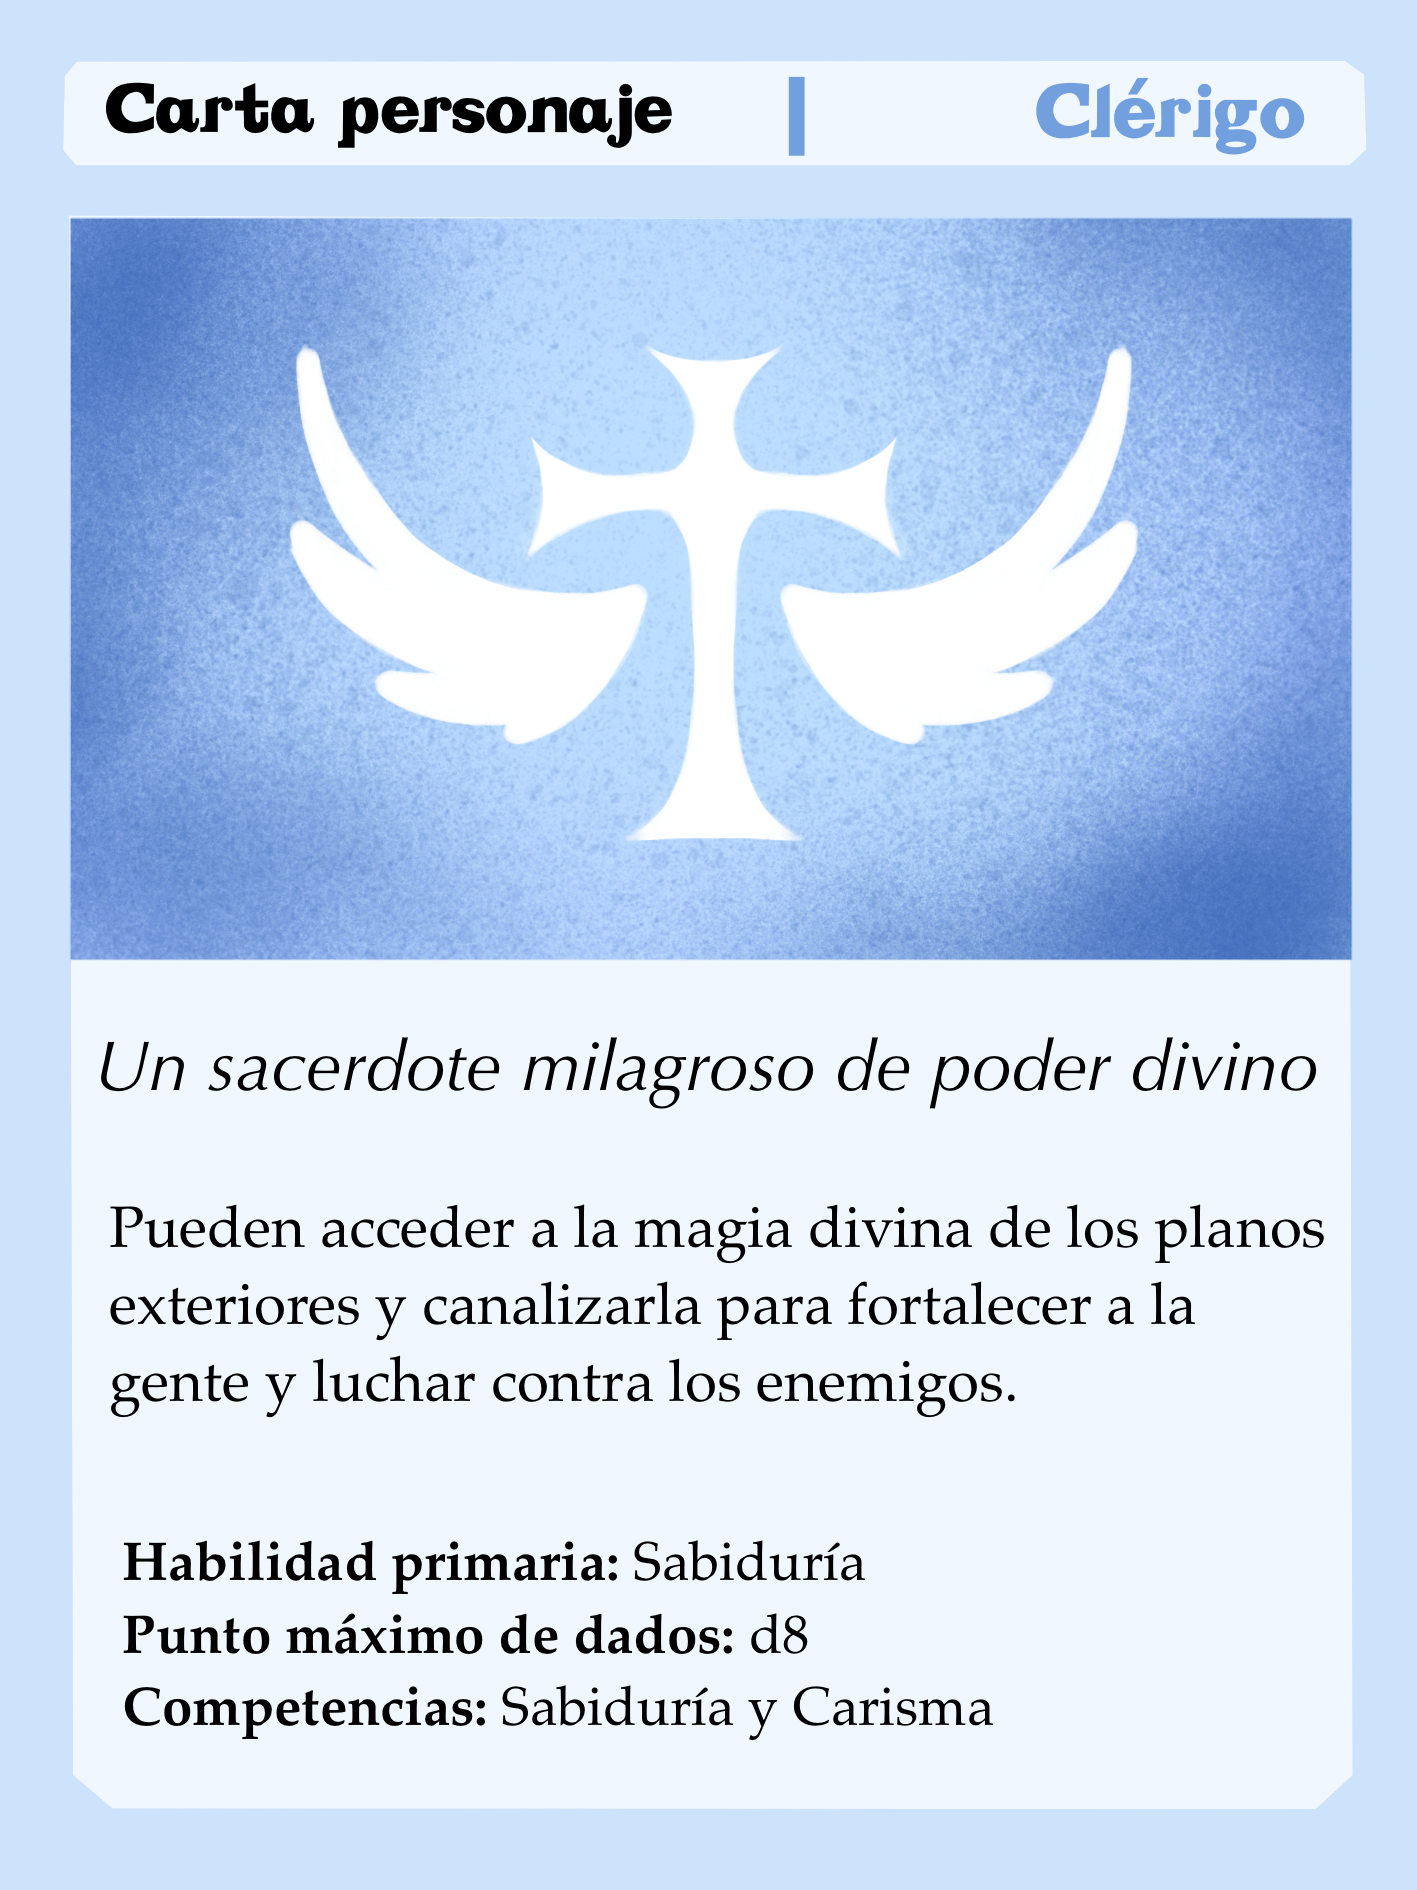 Carta personaje | Clérigo
Un sacerdote milagroso de poder divino
Pueden acceder a la magia divina de los planos
exteriores y canalizarla para fortalecer a la
gente y luchar contra los enemigos.
Habilidad primaria: Sabiduría
Punto máximo de dados: d8
Competencias: Sabiduría y Carisma